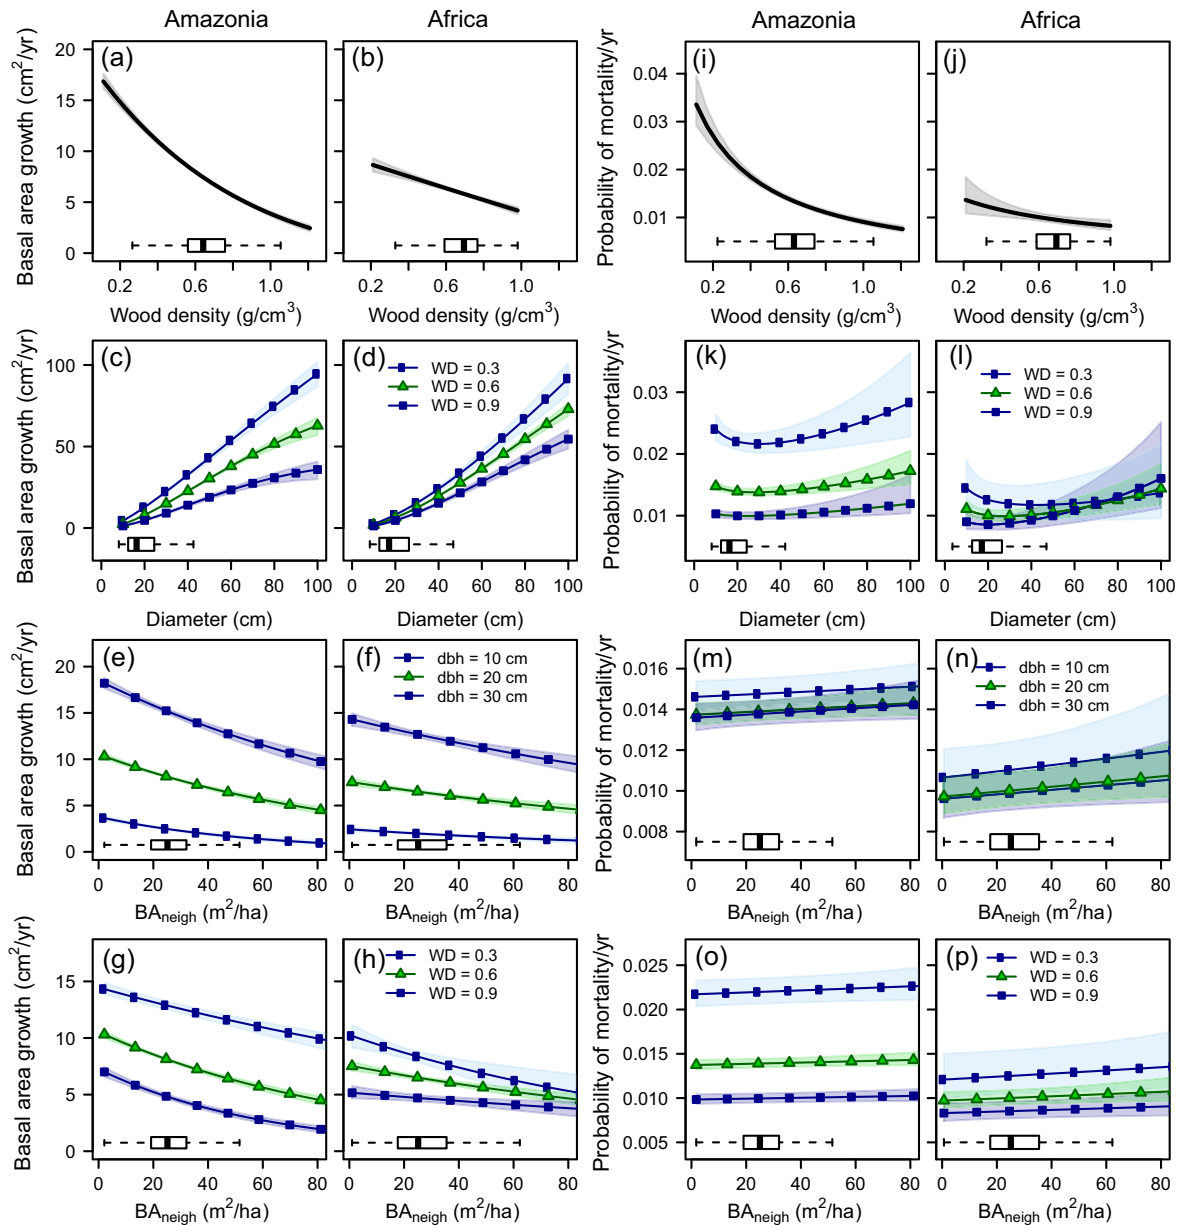 Amazonia Africa Amazonia Africa
Basal area growth (cm²/yr)
20
15
10
5
0
(a)
(b)
0.2 0.6 1.0
0.2 0.6 1.0
Wood density (g/cm³)
Wood density (g/cm³)
Probability of mortality/yr
0.04
0.03
0.02
0.01
(i)
(j)
0.2 0.6 1.0
0.2 0.6 1.0
Wood density (g/cm³)
Wood density (g/cm³)
Basal area growth (cm²/yr)
100
50
0
(c)
(d)
WD = 0.3
WD = 0.6
WD = 0.9
0 20 40 60 80 100
0 20 40 60 80 100
Diameter (cm)
Diameter (cm)
Probability of mortality/yr
0.03
0.02
0.01
(k)
(l)
WD = 0.3
WD = 0.6
WD = 0.9
0 20 40 60 80 100
0 20 40 60 80 100
Diameter (cm)
Diameter (cm)
Basal area growth (cm²/yr)
20
15
10
5
0
(e)
(f)
dbh = 10 cm
dbh = 20 cm
dbh = 30 cm
0 20 40 60 80
0 20 40 60 80
BAneigh (m²/ha)
BAneigh (m²/ha)
Probability of mortality/yr
0.016
0.014
0.012
0.010
0.008
(m)
(n)
dbh = 10 cm
dbh = 20 cm
dbh = 30 cm
0 20 40 60 80
0 20 40 60 80
BAneigh (m²/ha)
BAneigh (m²/ha)
Basal area growth (cm²/yr)
15
10
5
0
(g)
(h)
WD = 0.3
WD = 0.6
WD = 0.9
0 20 40 60 80
0 20 40 60 80
BAneigh (m²/ha)
BAneigh (m²/ha)
Probability of mortality/yr
0.025
0.020
0.015
0.010
0.005
(o)
(p)
WD = 0.3
WD = 0.6
WD = 0.9
0 20 40 60 80
0 20 40 60 80
BAneigh (m²/ha)
BAneigh (m²/ha)